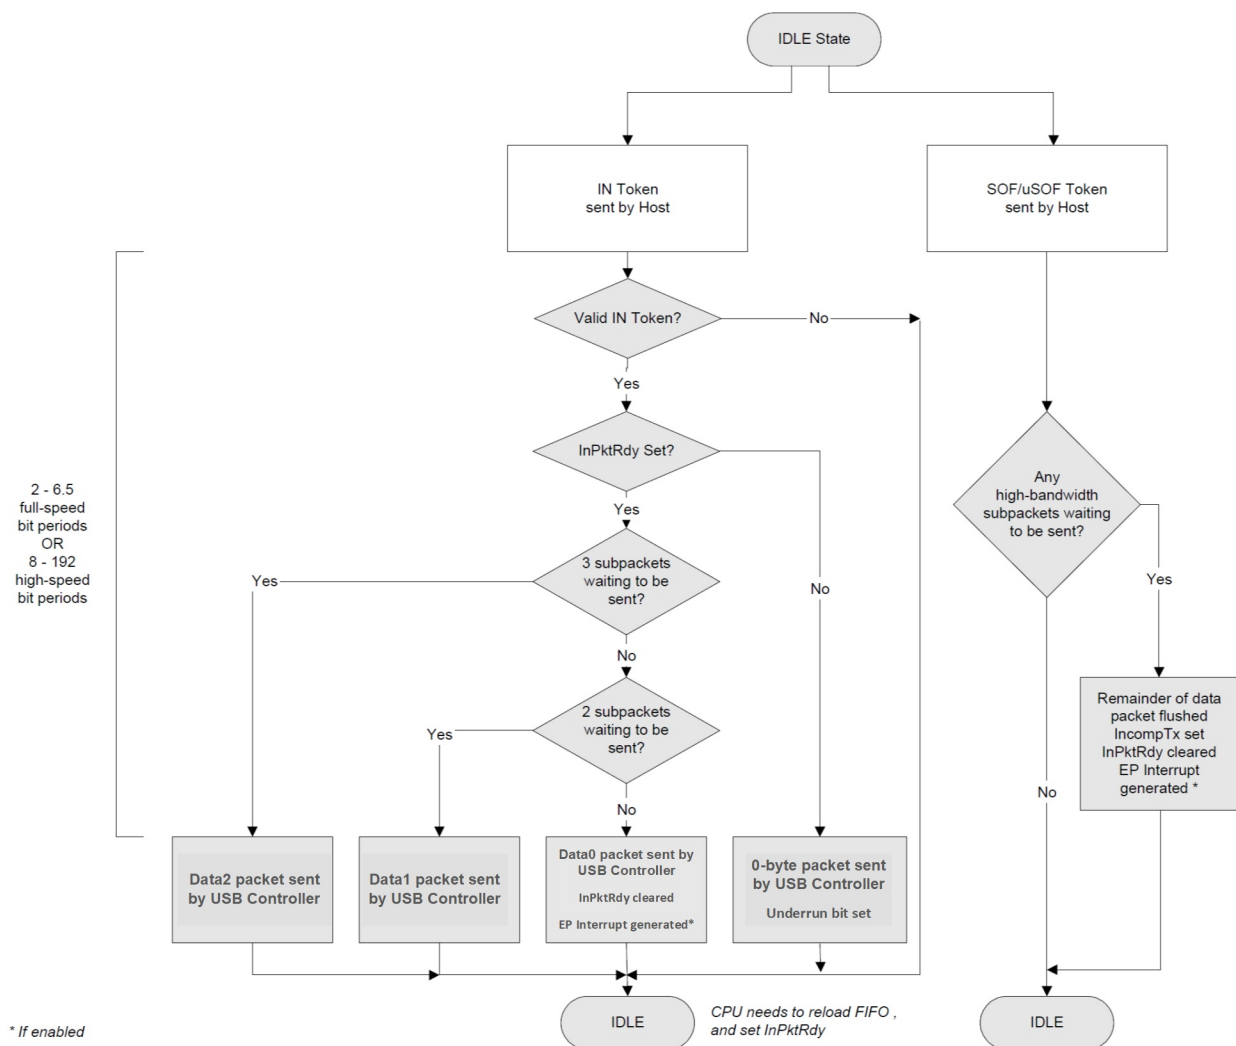 IDLE State
IN Token
sent by Host
SOF/uSOF Token
sent by Host
Valid IN Token?
No
Yes
InPktRdy Set?
Yes
Any
high-bandwidth
subpackets waiting
to be sent?
2 - 6.5
full-speed
bit periods
OR
8 - 192
high-speed
bit periods
3 subpackets
waiting to be
sent?
Yes
No
Yes
No
2 subpackets
waiting to be
sent?
Yes
No
Remainder of data
packet flushed
IncompTx set
InPktRdy cleared
EP Interrupt
generated *
No
Data2 packet sent
by USB Controller
Data1 packet sent
by USB Controller
Data0 packet sent by
USB Controller
InPktRdy cleared
EP Interrupt generated*
0-byte packet sent
by USB Controller
Underrun bit set
IDLE
CPU needs to reload FIFO ,
and set InPktRdy
IDLE
* If enabled